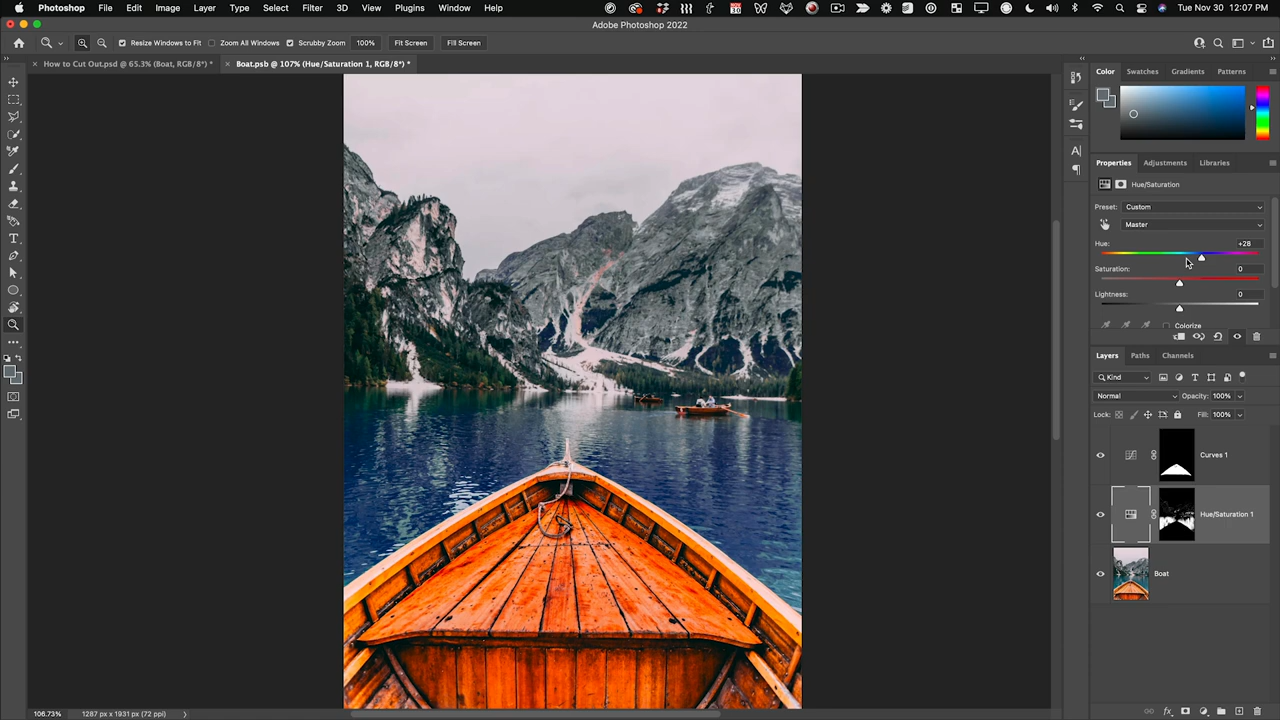 Photoshop File Edit Image Layer Type Select Filter 3D View Plugins Window Help Tue Nov 30 12:07 PM
Adobe Photoshop 2022
Resize Windows to Fit Zoom All Windows Scrubby Zoom 100% Fit Screen Fill Screen
How to Cut Out.psd @ 65.3% (Boat, RGB/8*) * Boat.psb @ 107% (Hue/Saturation 1, RGB/8*) *
Color Swatches Gradients Patterns
Properties Adjustments Libraries
Hue/Saturation
Preset: Custom
Master
Hue: +28
Saturation: 0
Lightness: 0
Colorize
Layers Paths Channels
Kind
Normal Opacity: 100%
Lock: Fill: 100%
Curves 1
Hue/Saturation 1
Boat
106.73% 1287 px x 1931 px (72 ppi)